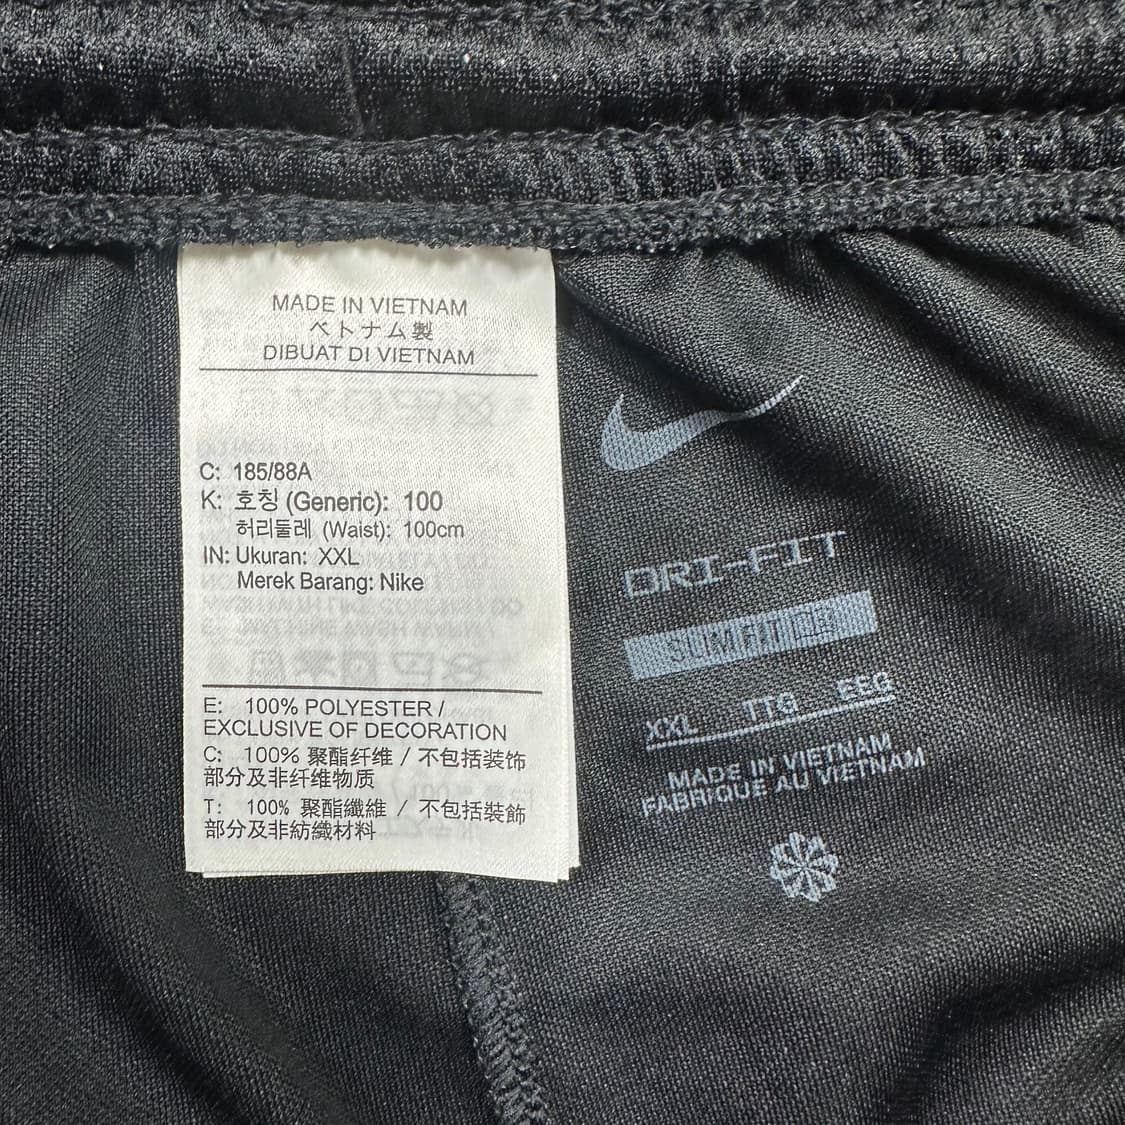 MADE IN VIETNAM
ベトナム製
DIBUAT DI VIETNAM
C: 185/88A
K: 호칭 (Generic): 100
허리둘레 (Waist): 100cm
IN: Ukuran: XXL
Merek Barang: Nike
E: 100% POLYESTER /
EXCLUSIVE OF DECORATION
C: 100% 聚酯纤维 / 不包括装饰
部分及非纤维物质
T: 100% 聚酯纖維 / 不包括裝飾
部分及非紡織材料
DRI-FIT
SLIM FIT
XXL TTG EEG
MADE IN VIETNAM
FABRIQUE AU VIETNAM